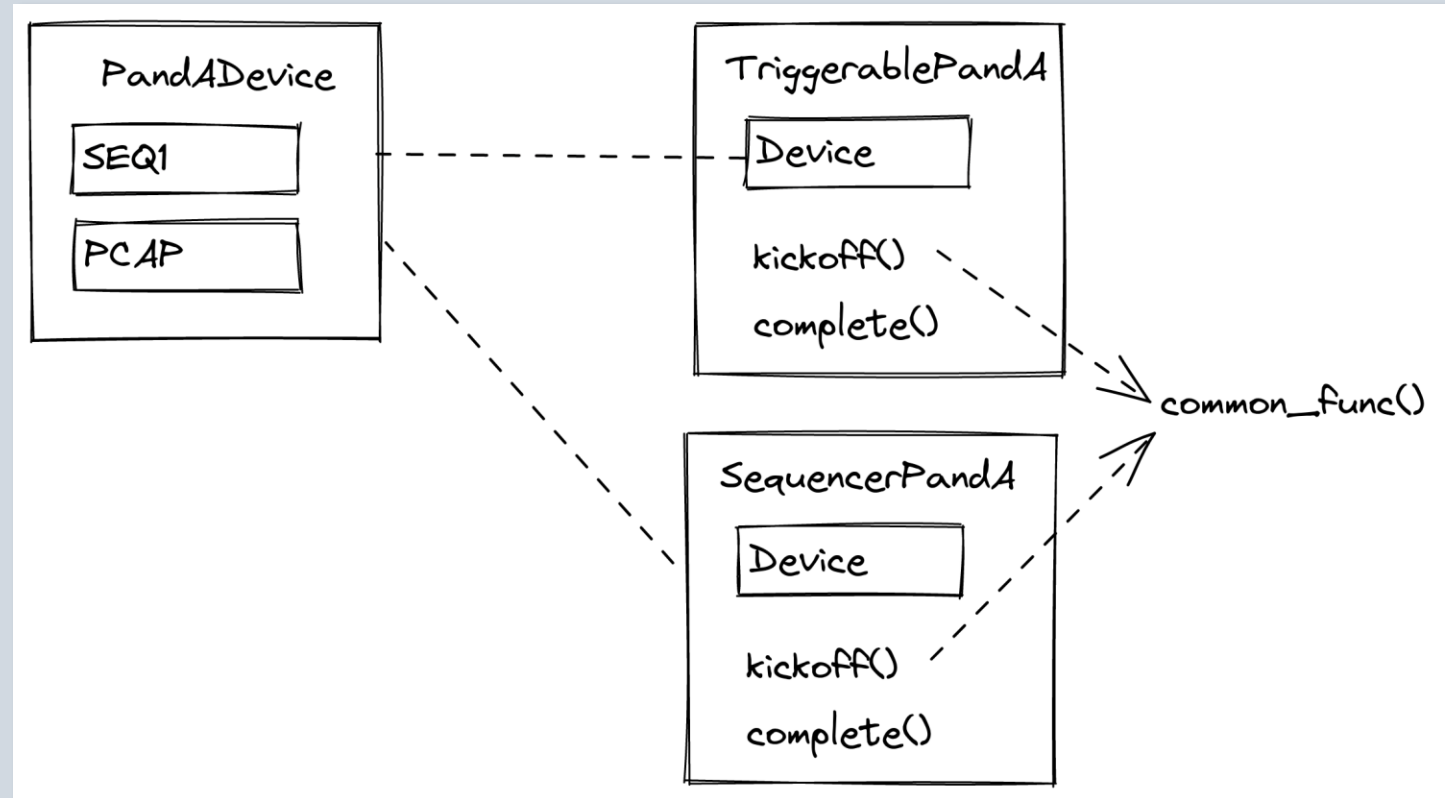 PandADevice
SEQ1
PCAP
TriggerablePandA
Device
kickoff()
complete()
common_func()
SequencerPandA
Device
kickoff()
complete()